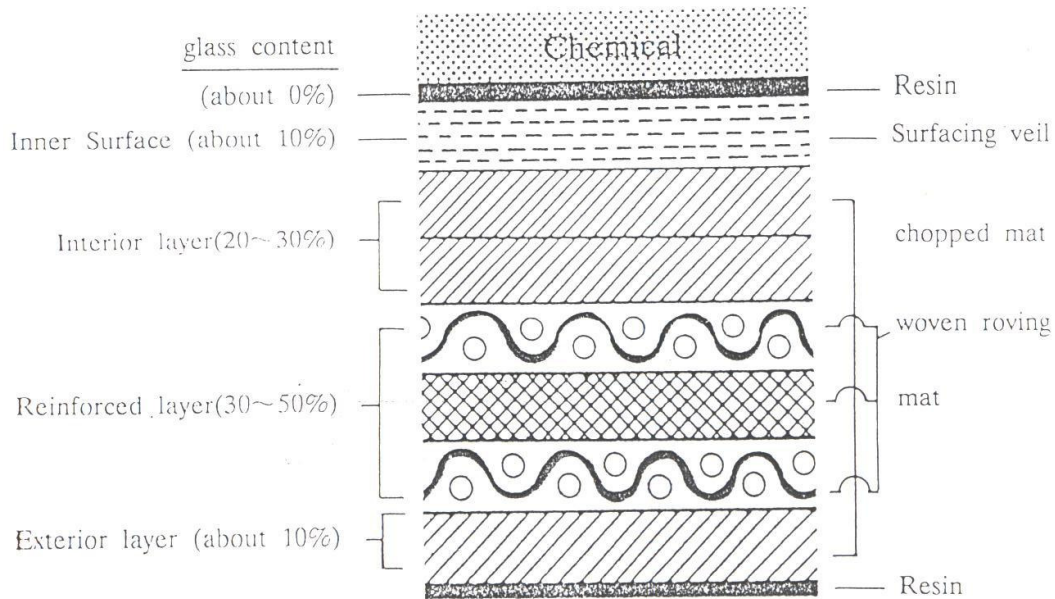 glass content
Chemical
(about 0%)
Resin
Inner Surface (about 10%)
Surfacing veil
Interior layer(20~30%)
chopped mat
woven roving
Reinforced layer(30~50%)
mat
Exterior layer (about 10%)
Resin